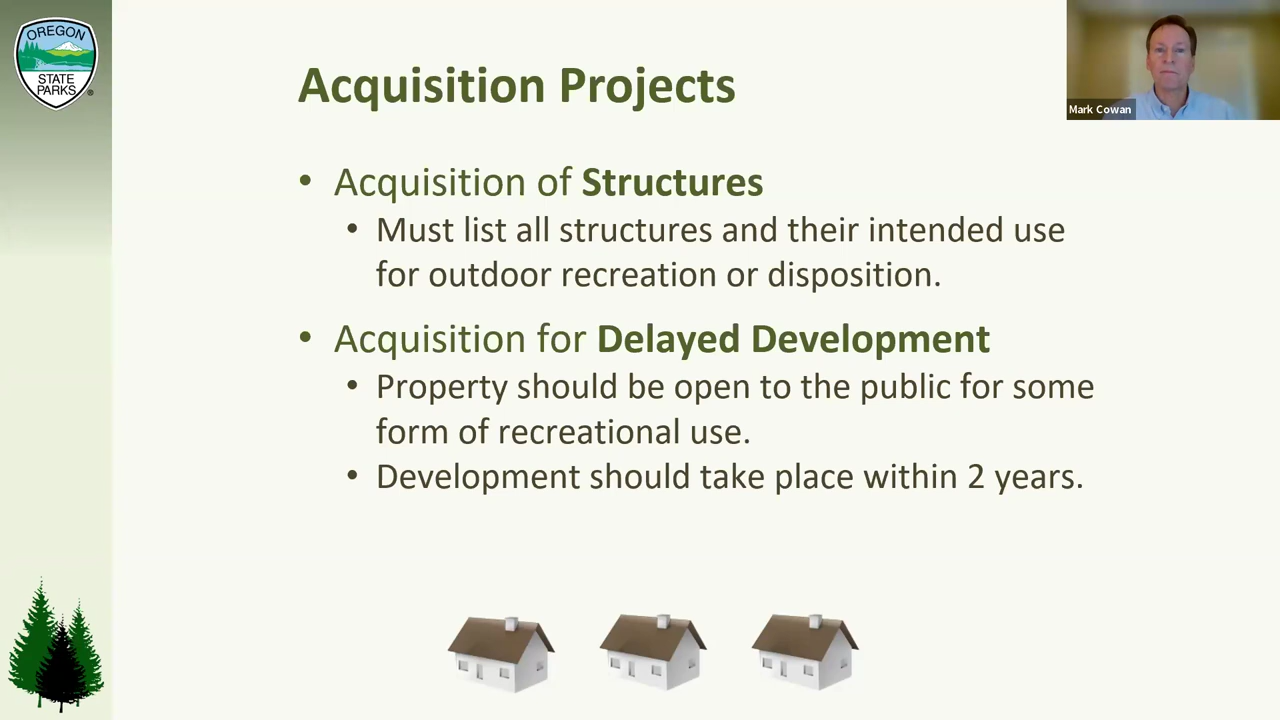 OREGON
STATE
PARKS
Acquisition Projects
Mark Cowan
• Acquisition of Structures
• Must list all structures and their intended use
for outdoor recreation or disposition.
• Acquisition for Delayed Development
• Property should be open to the public for some
form of recreational use.
• Development should take place within 2 years.